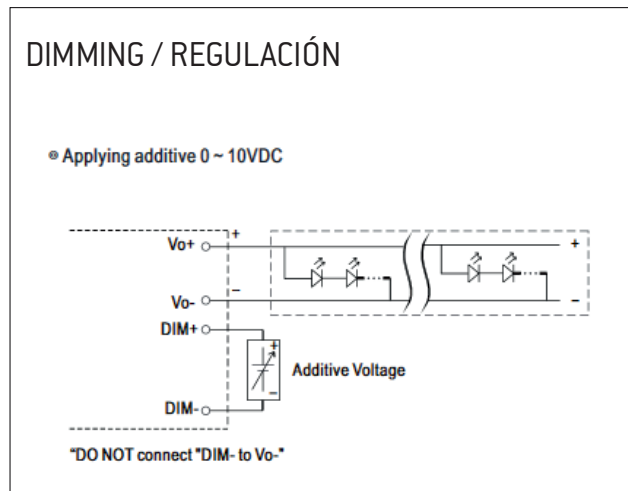 DIMMING / REGULACIÓN
⊚ Applying additive 0 ~ 10VDC
Vo+ + +
Vo- - -
DIM+
+
Additive Voltage
-
DIM-
"DO NOT connect "DIM- to Vo-"